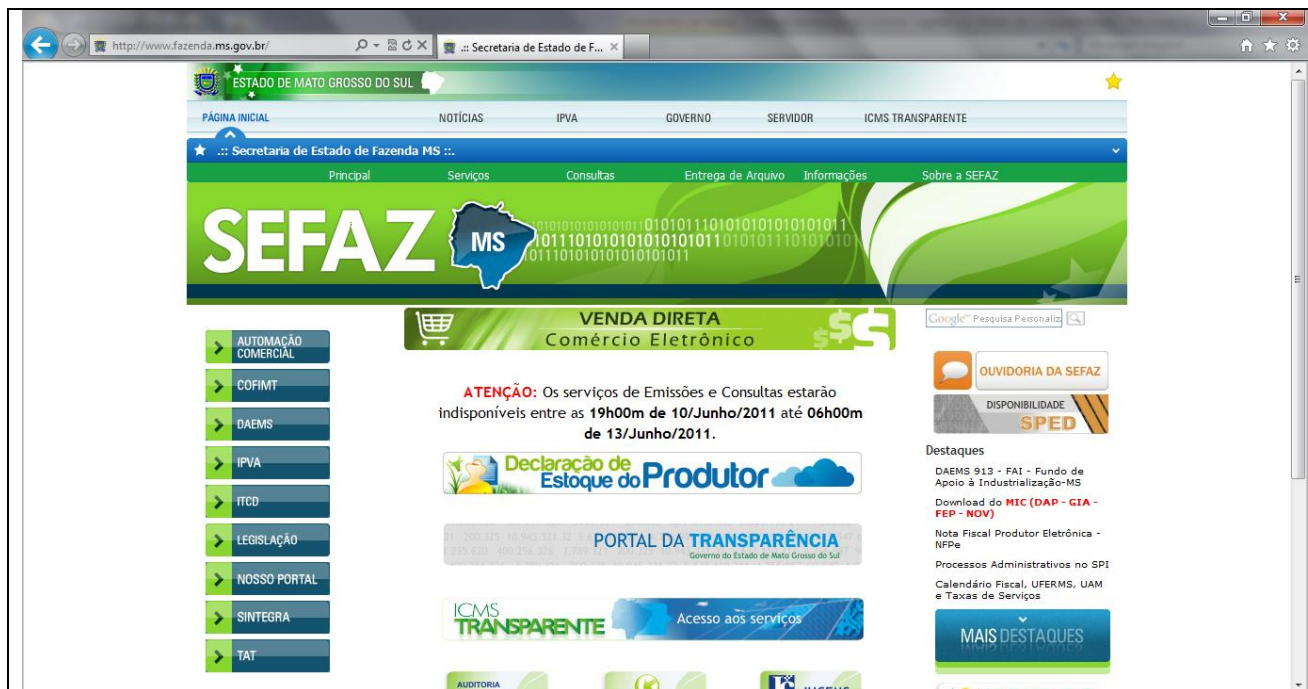 http://www.fazenda.ms.gov.br/
.:: Secretaria de Estado de F...
ESTADO DE MATO GROSSO DO SUL
PÁGINA INICIAL NOTÍCIAS IPVA GOVERNO SERVIDOR ICMS TRANSPARENTE
.:: Secretaria de Estado de Fazenda MS ::.
Principal Serviços Consultas Entrega de Arquivo Informações Sobre a SEFAZ
SEFAZ MS
VENDA DIRETA
Comércio Eletrônico
Google™ Pesquisa Personaliz
AUTOMAÇÃO
COMERCIAL
COFIMT
DAEMS
IPVA
ITCD
LEGISLAÇÃO
NOSSO PORTAL
SINTEGRA
TAT
ATENÇÃO: Os serviços de Emissões e Consultas estarão
indisponíveis entre as 19h00m de 10/Junho/2011 até 06h00m
de 13/Junho/2011.
Declaração de
Estoque do Produtor
PORTAL DA TRANSPARÊNCIA
Governo do Estado de Mato Grosso do Sul
ICMS
TRANSPARENTE Acesso aos serviços
AUDITORIA
OUVIDORIA DA SEFAZ
DISPONIBILIDADE
SPED
Destaques
DAEMS 913 - FAI - Fundo de
Apoio à Industrialização-MS
Download do MIC (DAP - GIA -
FEP - NOV)
Nota Fiscal Produtor Eletrônica -
NFPe
Processos Administrativos no SPI
Calendário Fiscal, UFERMS, UAM
e Taxas de Serviços
MAIS DESTAQUES